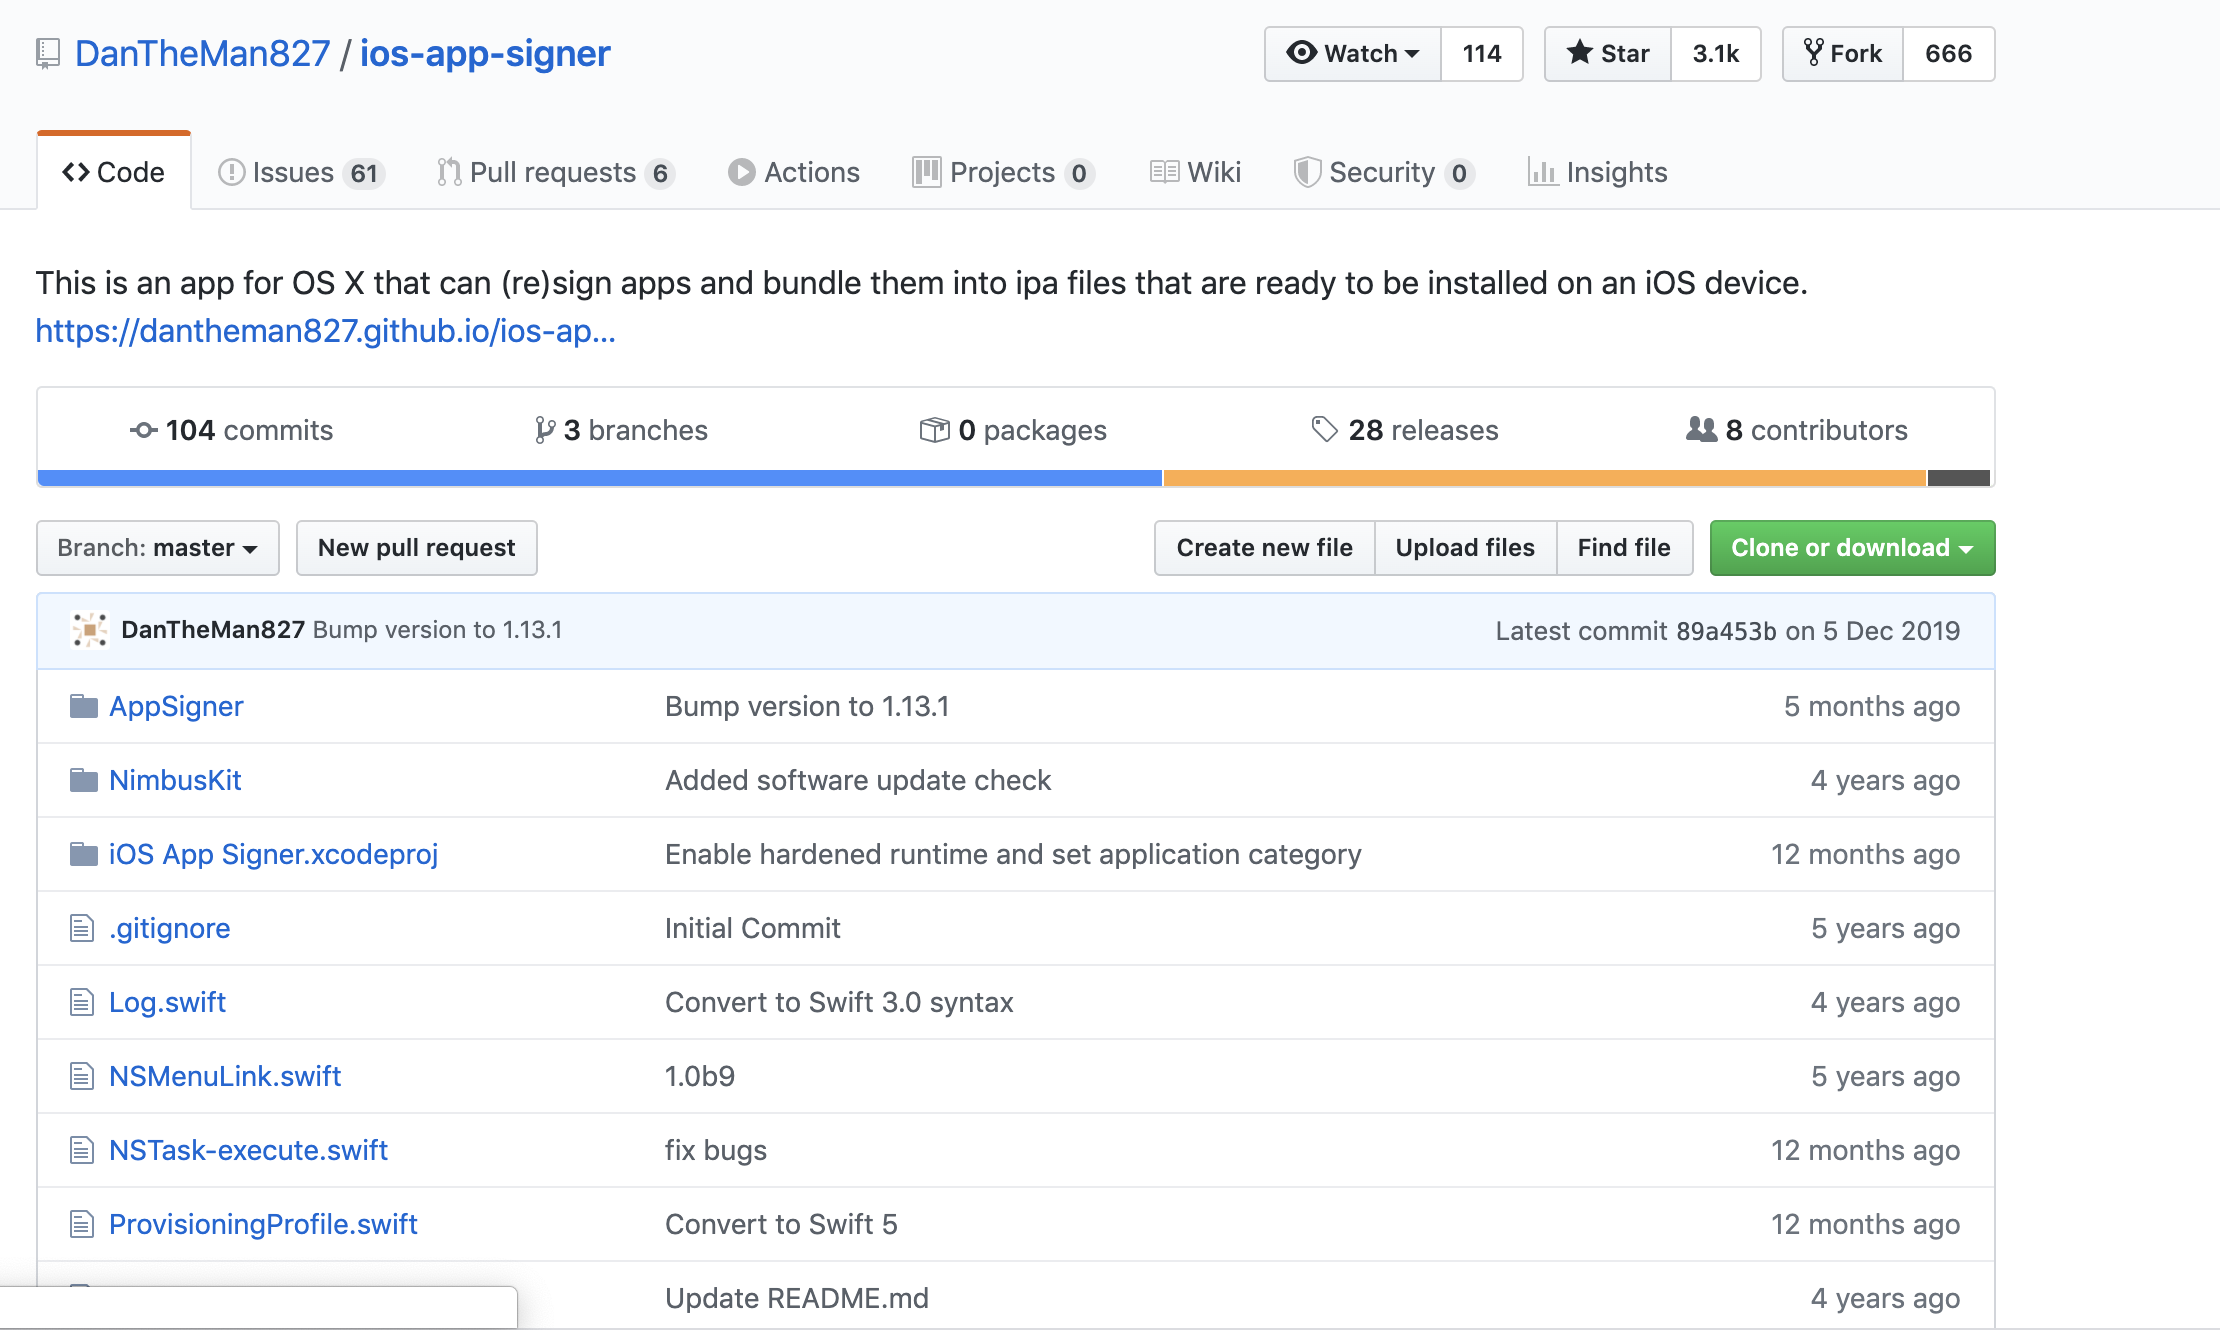 DanTheMan827 / ios-app-signer Watch 114 Star 3.1k Fork 666
Code Issues 61 Pull requests 6 Actions Projects 0 Wiki Security 0 Insights
This is an app for OS X that can (re)sign apps and bundle them into ipa files that are ready to be installed on an iOS device.
https://dantheman827.github.io/ios-ap...
104 commits 3 branches 0 packages 28 releases 8 contributors
Branch: master New pull request Create new file Upload files Find file Clone or download
DanTheMan827 Bump version to 1.13.1 Latest commit 89a453b on 5 Dec 2019
AppSigner Bump version to 1.13.1 5 months ago
NimbusKit Added software update check 4 years ago
iOS App Signer.xcodeproj Enable hardened runtime and set application category 12 months ago
.gitignore Initial Commit 5 years ago
Log.swift Convert to Swift 3.0 syntax 4 years ago
NSMenuLink.swift 1.0b9 5 years ago
NSTask-execute.swift fix bugs 12 months ago
ProvisioningProfile.swift Convert to Swift 5 12 months ago
Update README.md 4 years ago